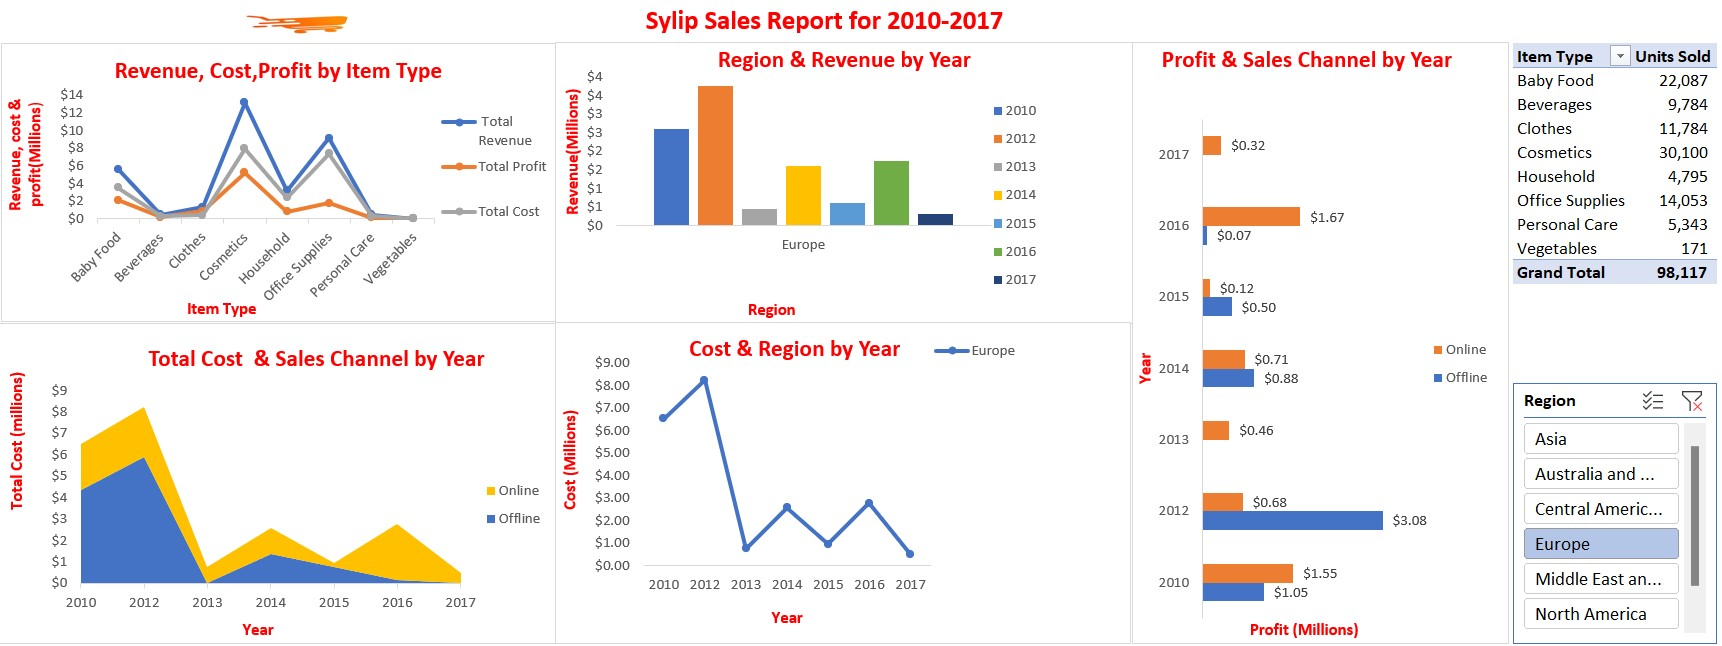 Sylip Sales Report for 2010-2017
Revenue, Cost,Profit by Item Type
Revenue, cost &
profit(Millions)
$14
$12
$10
$8
$6
$4
$2
$0
Baby Food
Beverages
Clothes
Cosmetics
Household
Office Supplies
Personal Care
Vegetables
Item Type
Total
Revenue
Total Profit
Total Cost
Region & Revenue by Year
Revenue(Millions)
$4
$4
$3
$3
$2
$2
$1
$1
$0
Europe
Region
2010
2012
2013
2014
2015
2016
2017
Profit & Sales Channel by Year
Year
2017
$0.32
2016
$1.67
$0.07
2015
$0.12
$0.50
2014
$0.71
$0.88
2013
$0.46
2012
$0.68
$3.08
2010
$1.55
$1.05
Online
Offline
Profit (Millions)
Item Type Units Sold
Baby Food 22,087
Beverages 9,784
Clothes 11,784
Cosmetics 30,100
Household 4,795
Office Supplies 14,053
Personal Care 5,343
Vegetables 171
Grand Total 98,117
Total Cost & Sales Channel by Year
Total Cost (millions)
$9
$8
$7
$6
$5
$4
$3
$2
$1
$0
2010 2012 2013 2014 2015 2016 2017
Year
Online
Offline
Cost & Region by Year
Europe
Cost (Millions)
$9.00
$8.00
$7.00
$6.00
$5.00
$4.00
$3.00
$2.00
$1.00
$0.00
2010 2012 2013 2014 2015 2016 2017
Year
Region
Asia
Australia and ...
Central Americ...
Europe
Middle East an...
North America